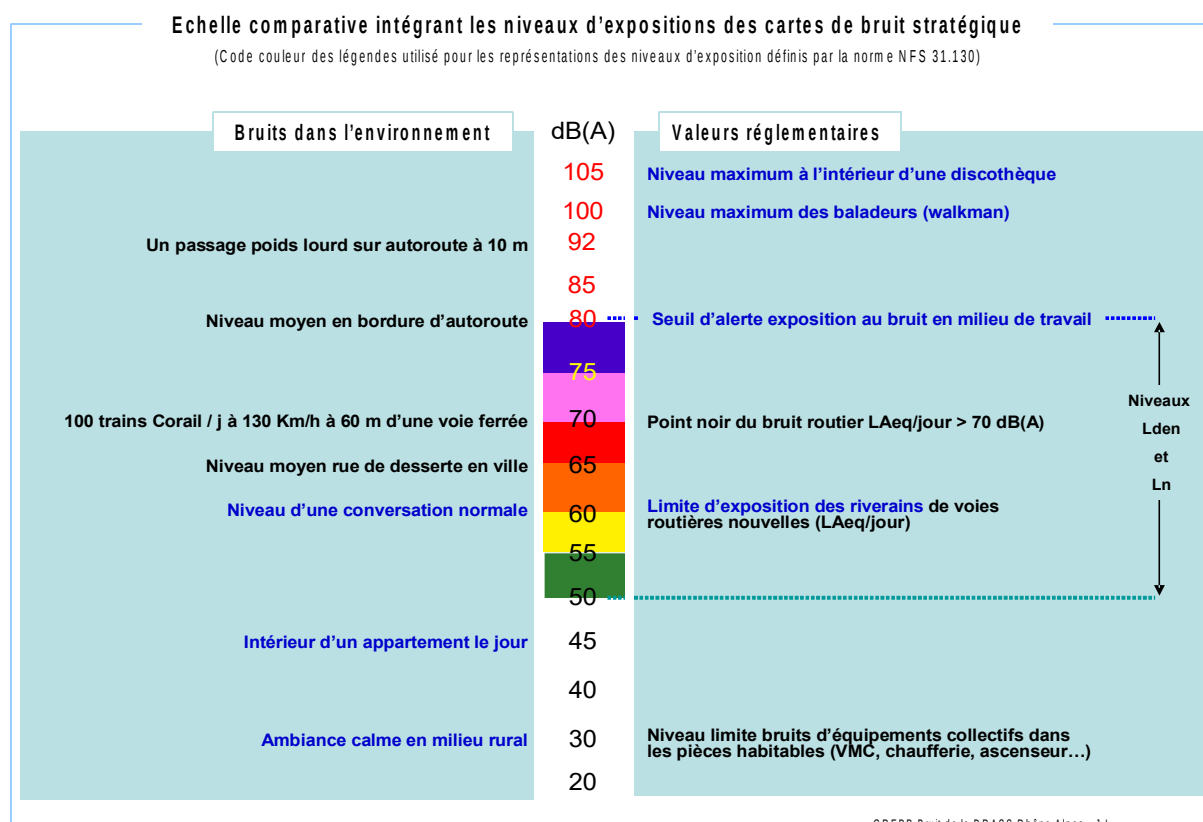 Echelle comparative intégrant les niveaux d’expositions des cartes de bruit stratégique
(Code couleur des légendes utilisé pour les représentations des niveaux d’exposition définis par la norme NFS 31.130)
Bruits dans l’environnement
dB(A)
Valeurs réglementaires
105
Niveau maximum à l’intérieur d’une discothèque
100
Niveau maximum des baladeurs (walkman)
Un passage poids lourd sur autoroute à 10 m
92
85
Niveau moyen en bordure d’autoroute
80
Seuil d’alerte exposition au bruit en milieu de travail
75
Niveaux
Lden
et
Ln
100 trains Corail / j à 130 Km/h à 60 m d’une voie ferrée
70
Point noir du bruit routier LAeq/jour > 70 dB(A)
Niveau moyen rue de desserte en ville
65
Niveau d’une conversation normale
60
Limite d’exposition des riverains de voies
routières nouvelles (LAeq/jour)
55
50
Intérieur d’un appartement le jour
45
40
Ambiance calme en milieu rural
30
Niveau limite bruits d’équipements collectifs dans
les pièces habitables (VMC, chaufferie, ascenseur…)
20